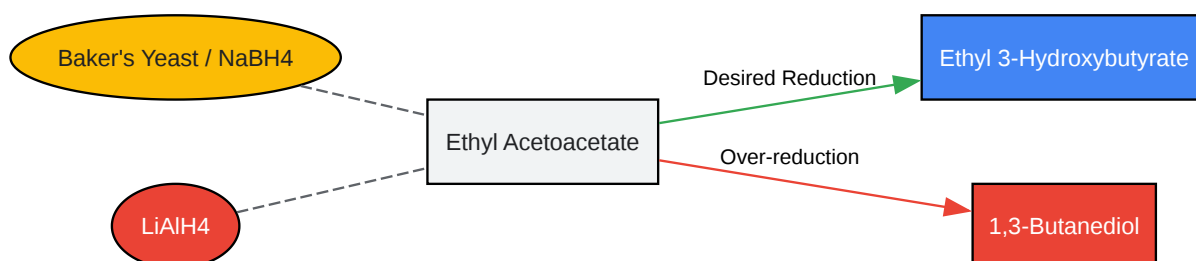 Baker's Yeast / NaBH4
Desired Reduction
Ethyl 3-Hydroxybutyrate
Ethyl Acetoacetate
Over-reduction
LiAlH4
1,3-Butanediol